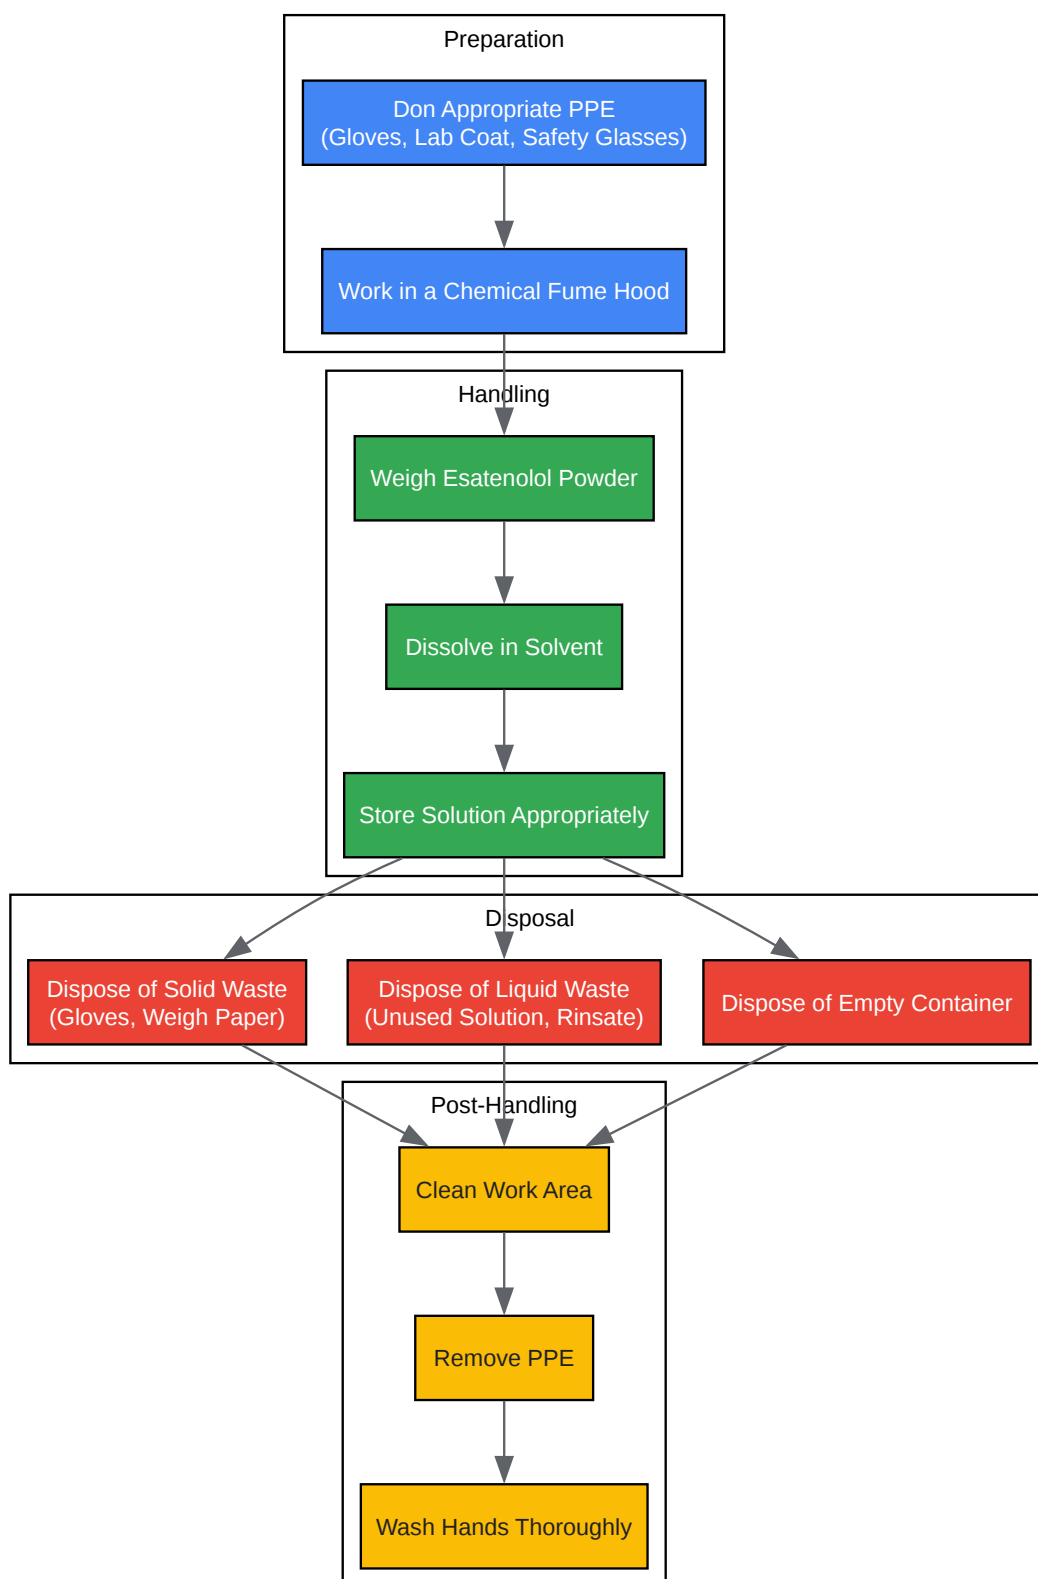 Preparation
Don Appropriate PPE
(Gloves, Lab Coat, Safety Glasses)
Work in a Chemical Fume Hood
Handling
Weigh Esatenolol Powder
Dissolve in Solvent
Store Solution Appropriately
Disposal
Dispose of Solid Waste
(Gloves, Weigh Paper)
Dispose of Liquid Waste
(Unused Solution, Rinsate)
Dispose of Empty Container
Post-Handling
Clean Work Area
Remove PPE
Wash Hands Thoroughly